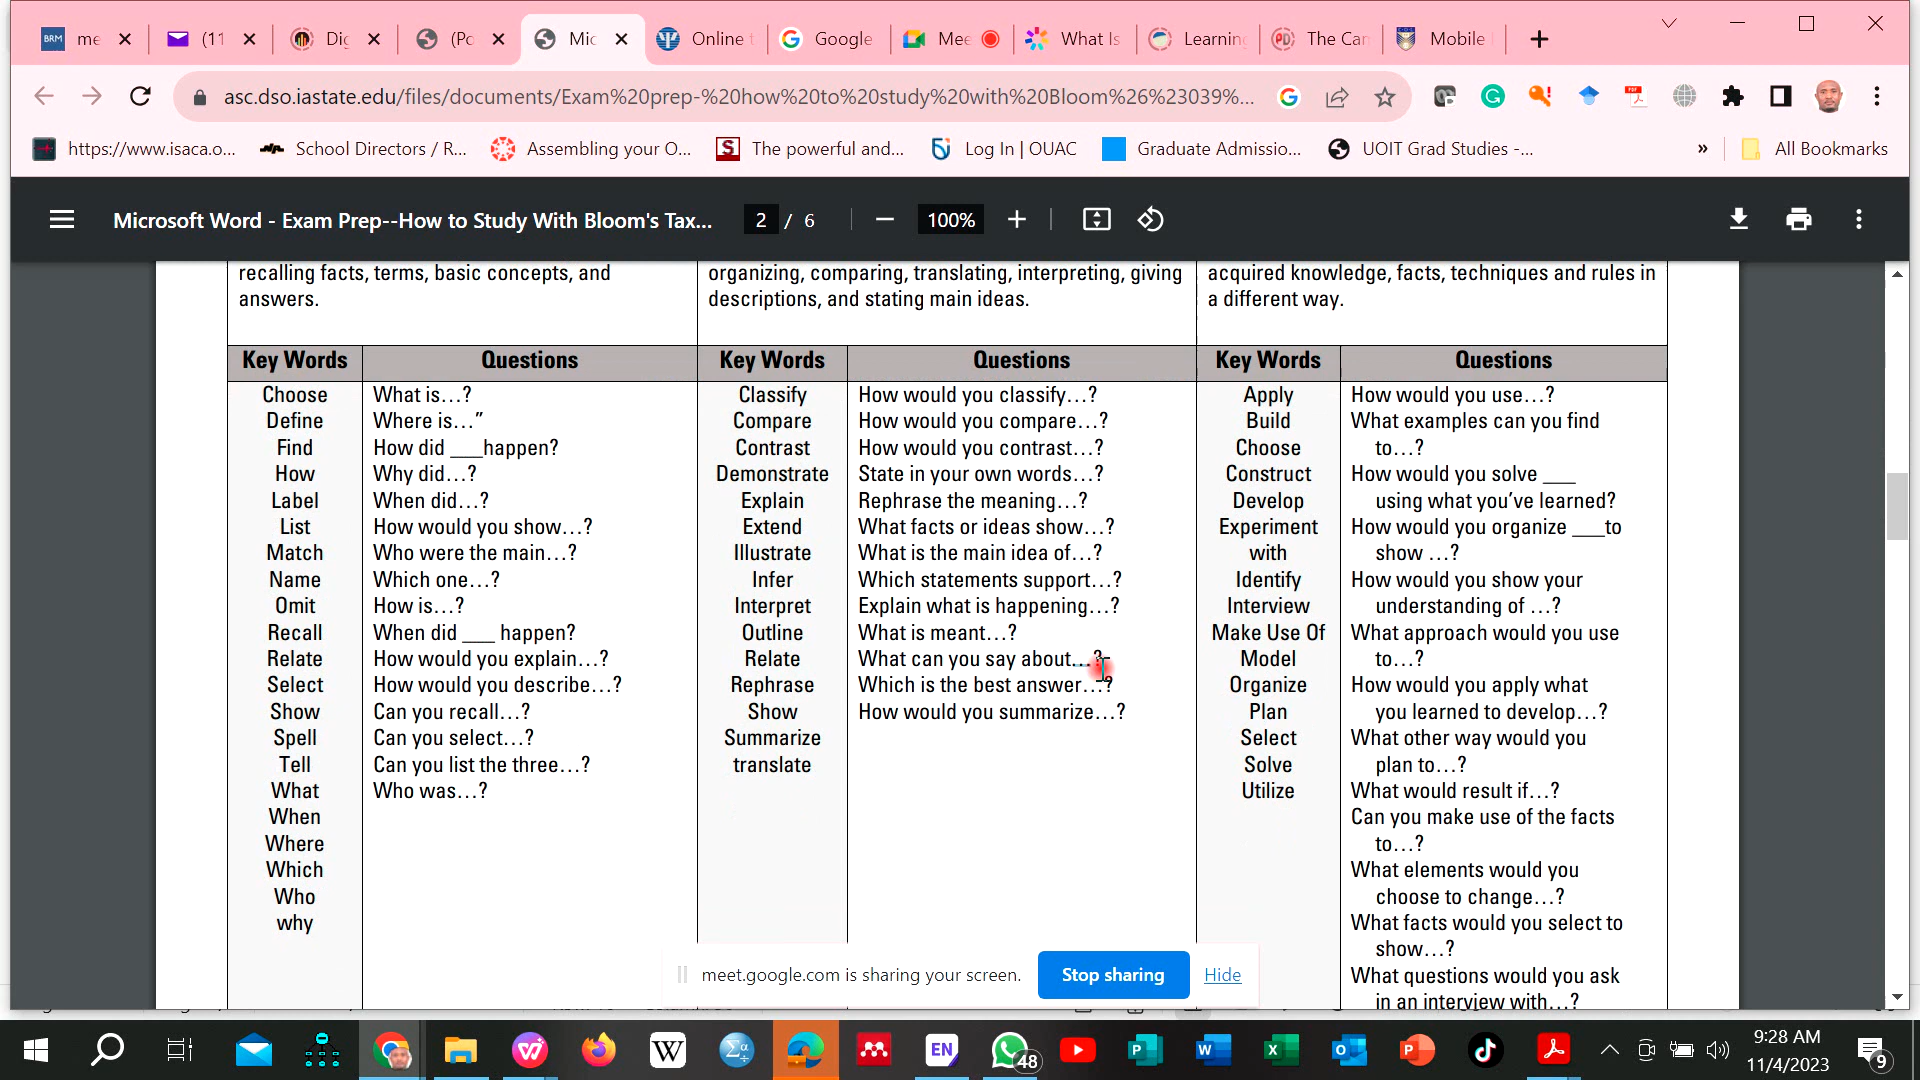 BRM me
(11
Dig
(Po
Mic
Online t
Google
Mee
What Is
Learning
The Car
Mobile
asc.dso.iastate.edu/files/documents/Exam%20prep-%20how%20to%20study%20with%20Bloom%26%23039%...
https://www.isaca.o...
School Directors / R...
Assembling your O...
The powerful and...
Log In | OUAC
Graduate Admissio...
UOIT Grad Studies -...
»
All Bookmarks
Microsoft Word - Exam Prep--How to Study With Bloom's Tax...
2 / 6
100%
recalling facts, terms, basic concepts, and
answers.
organizing, comparing, translating, interpreting, giving
descriptions, and stating main ideas.
acquired knowledge, facts, techniques and rules in
a different way.
Key Words
Questions
Choose
Define
Find
How
Label
List
Match
Name
Omit
Recall
Relate
Select
Show
Spell
Tell
What
When
Where
Which
Who
why
What is…?
Where is…”
How did ___happen?
Why did…?
When did…?
How would you show…?
Who were the main…?
Which one…?
How is…?
When did ___ happen?
How would you explain…?
How would you describe…?
Can you recall…?
Can you select…?
Can you list the three…?
Who was…?
Key Words
Questions
Classify
Compare
Contrast
Demonstrate
Explain
Extend
Illustrate
Infer
Interpret
Outline
Relate
Rephrase
Show
Summarize
translate
How would you classify…?
How would you compare…?
How would you contrast…?
State in your own words…?
Rephrase the meaning…?
What facts or ideas show…?
What is the main idea of…?
Which statements support…?
Explain what is happening…?
What is meant…?
What can you say about…?
Which is the best answer…?
How would you summarize…?
Key Words
Questions
Apply
Build
Choose
Construct
Develop
Experiment
with
Identify
Interview
Make Use Of
Model
Organize
Plan
Select
Solve
Utilize
How would you use…?
What examples can you find
to…?
How would you solve ___
using what you’ve learned?
How would you organize ___to
show …?
How would you show your
understanding of …?
What approach would you use
to…?
How would you apply what
you learned to develop…?
What other way would you
plan to…?
What would result if…?
Can you make use of the facts
to…?
What elements would you
choose to change…?
What facts would you select to
show…?
What questions would you ask
in an interview with…?
meet.google.com is sharing your screen.
Stop sharing
Hide
EN
48
9:28 AM
11/4/2023
9